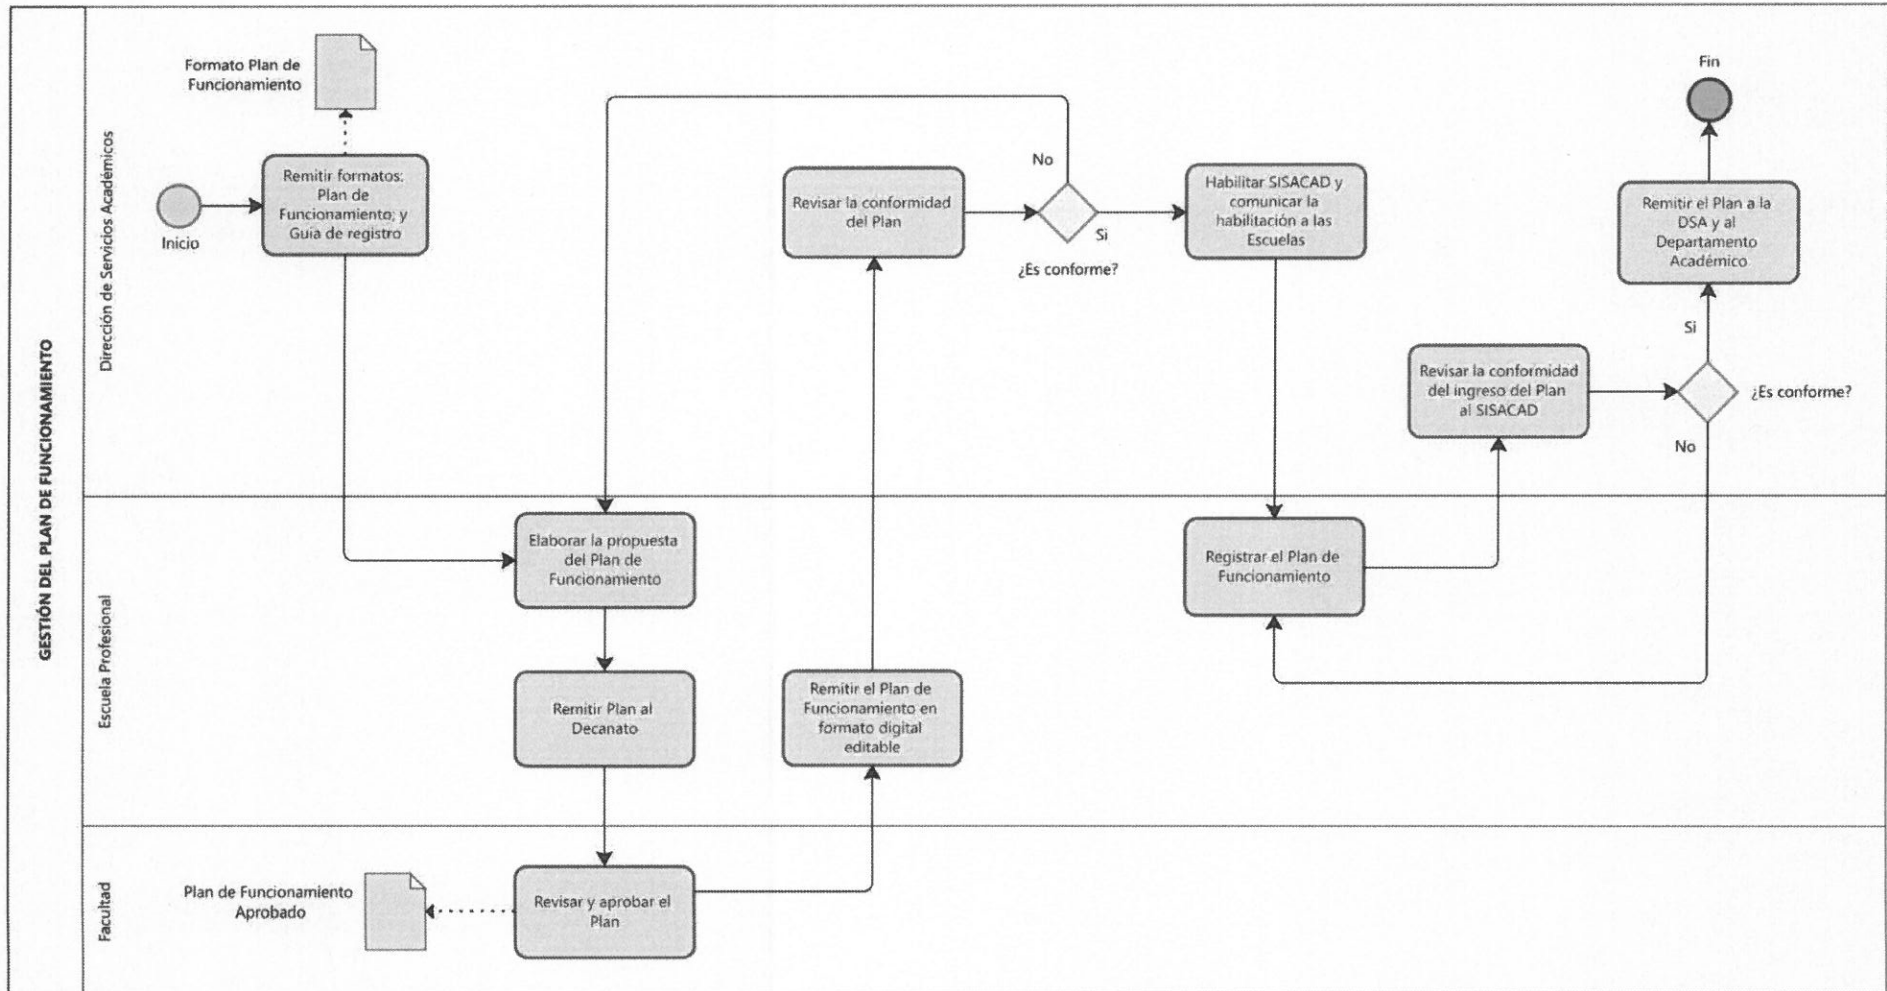 GESTIÓN DEL PLAN DE FUNCIONAMIENTO
Dirección de Servicios Académicos
Formato Plan de
Funcionamiento
Inicio
Remitir formatos:
Plan de
Funcionamiento; y
Guía de registro
Revisar la conformidad
del Plan
No
Si
¿Es conforme?
Habilitar SISACAD y
comunicar la
habilitación a las
Escuelas
Fin
Remitir el Plan a la
DSA y al
Departamento
Académico
Si
Revisar la conformidad
del ingreso del Plan
al SISACAD
¿Es conforme?
No
Escuela Profesional
Elaborar la propuesta
del Plan de
Funcionamiento
Registrar el Plan de
Funcionamiento
Remitir Plan al
Decanato
Remitir el Plan de
Funcionamiento en
formato digital
editable
Facultad
Plan de Funcionamiento
Aprobado
Revisar y aprobar el
Plan